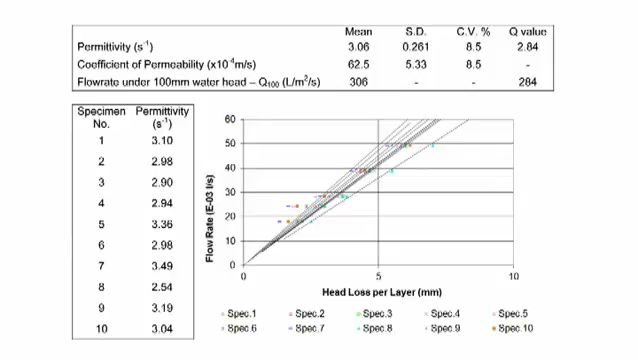 Mean S.D. C.V. % Q value
Permittivity (s⁻¹) 3.06 0.261 8.5 2.84
Coefficient of Permeability (x10⁻⁴m/s) 62.5 5.33 8.5 -
Flowrate under 100mm water head – Q₁₀₀ (L/m²/s) 306 - - 284
Specimen No. Permittivity (s⁻¹)
1 3.10
2 2.98
3 2.90
4 2.94
5 3.36
6 2.98
7 3.49
8 2.54
9 3.19
10 3.04
Flow Rate (E-03 l/s)
60
50
40
30
20
10
0
0 5 10
Head Loss per Layer (mm)
Spec.1 Spec.2 Spec.3 Spec.4 Spec.5
Spec.6 Spec.7 Spec.8 Spec.9 Spec.10